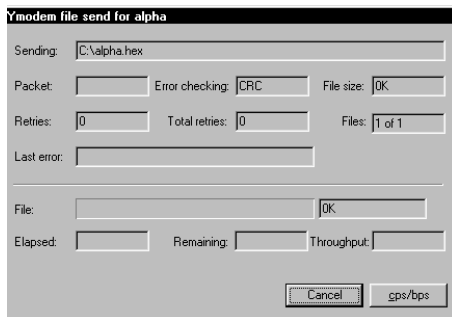 Ymodem file send for alpha
Sending: C:\alpha.hex
Packet: Error checking: CRC File size: 0K
Retries: 0 Total retries: 0 Files: 1 of 1
Last error:
File: 0K
Elapsed: Remaining: Throughput:
Cancel cps/bps